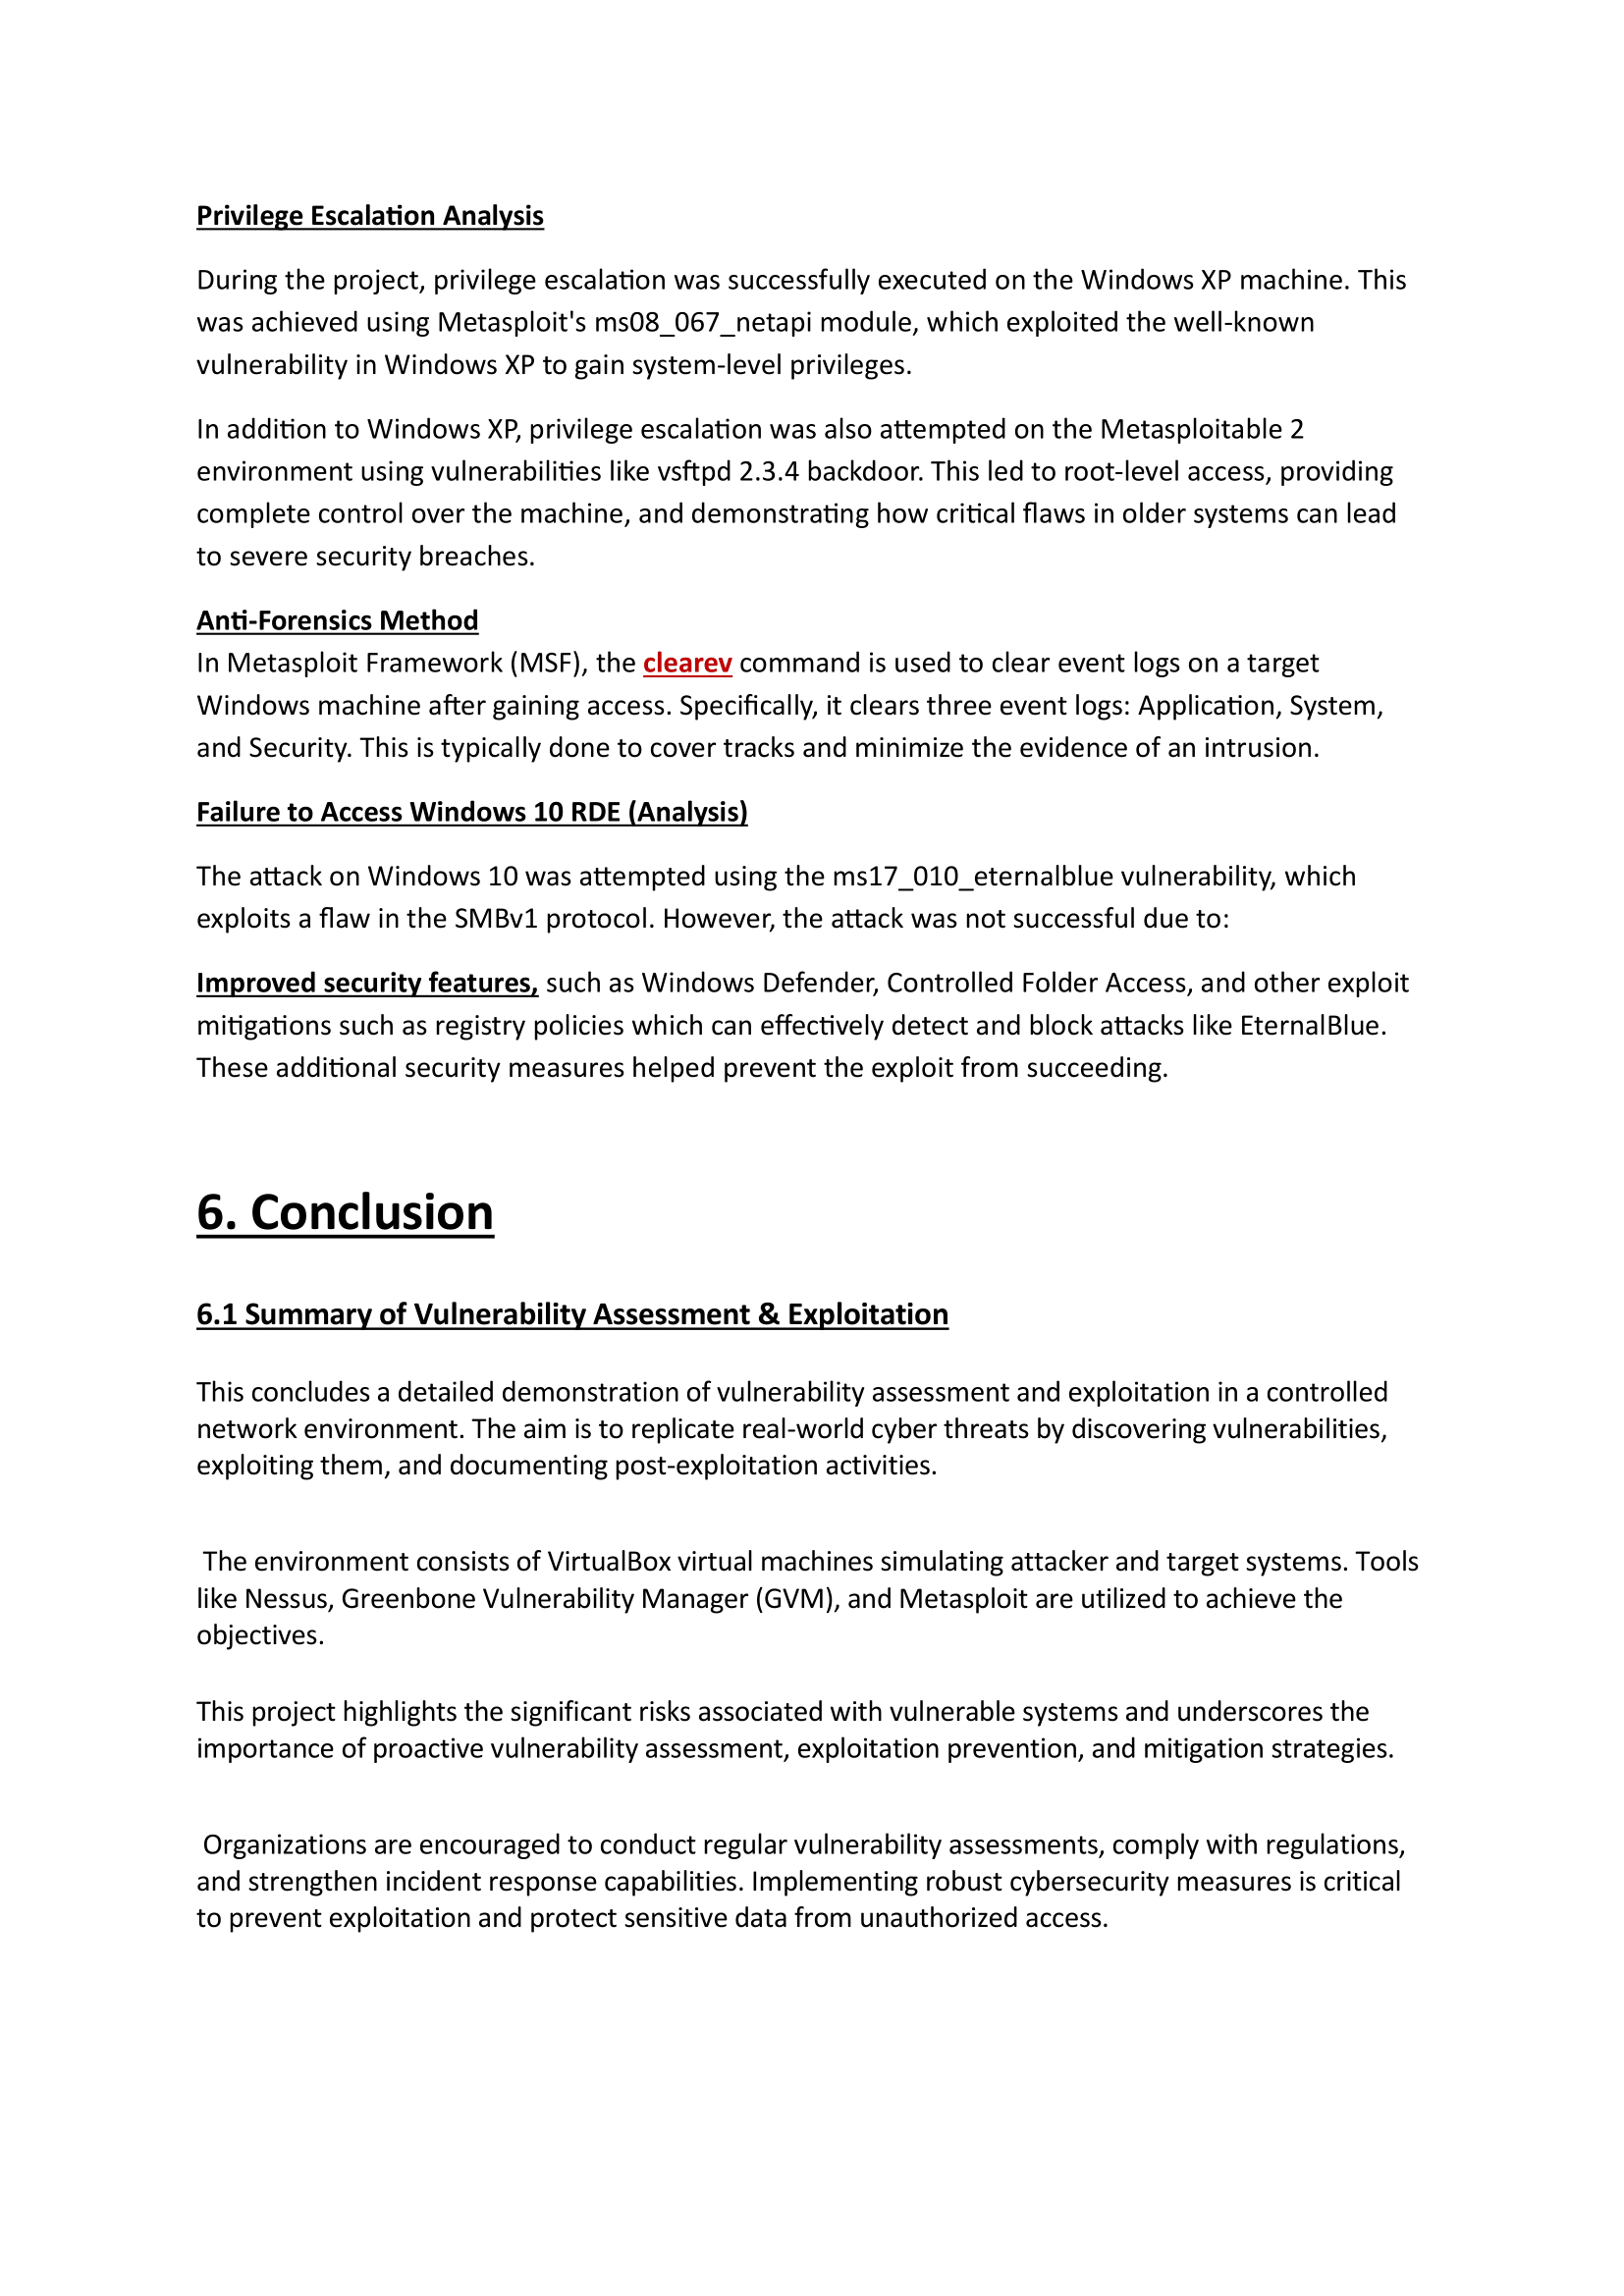 Privilege Escalation Analysis
During the project, privilege escalation was successfully executed on the Windows XP machine. This
was achieved using Metasploit's ms08_067_netapi module, which exploited the well-known
vulnerability in Windows XP to gain system-level privileges.
In addition to Windows XP, privilege escalation was also attempted on the Metasploitable 2
environment using vulnerabilities like vsftpd 2.3.4 backdoor. This led to root-level access, providing
complete control over the machine, and demonstrating how critical flaws in older systems can lead
to severe security breaches.
Anti-Forensics Method
In Metasploit Framework (MSF), the clearev command is used to clear event logs on a target
Windows machine after gaining access. Specifically, it clears three event logs: Application, System,
and Security. This is typically done to cover tracks and minimize the evidence of an intrusion.
Failure to Access Windows 10 RDE (Analysis)
The attack on Windows 10 was attempted using the ms17_010_eternalblue vulnerability, which
exploits a flaw in the SMBv1 protocol. However, the attack was not successful due to:
Improved security features, such as Windows Defender, Controlled Folder Access, and other exploit
mitigations such as registry policies which can effectively detect and block attacks like EternalBlue.
These additional security measures helped prevent the exploit from succeeding.
6. Conclusion
6.1 Summary of Vulnerability Assessment & Exploitation
This concludes a detailed demonstration of vulnerability assessment and exploitation in a controlled
network environment. The aim is to replicate real-world cyber threats by discovering vulnerabilities,
exploiting them, and documenting post-exploitation activities.
The environment consists of VirtualBox virtual machines simulating attacker and target systems. Tools
like Nessus, Greenbone Vulnerability Manager (GVM), and Metasploit are utilized to achieve the
objectives.
This project highlights the significant risks associated with vulnerable systems and underscores the
importance of proactive vulnerability assessment, exploitation prevention, and mitigation strategies.
Organizations are encouraged to conduct regular vulnerability assessments, comply with regulations,
and strengthen incident response capabilities. Implementing robust cybersecurity measures is critical
to prevent exploitation and protect sensitive data from unauthorized access.